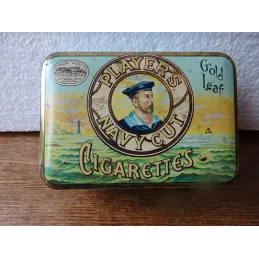 Gold
Leaf
PLAYER'S
NAVY CUT.
CIGARETTES